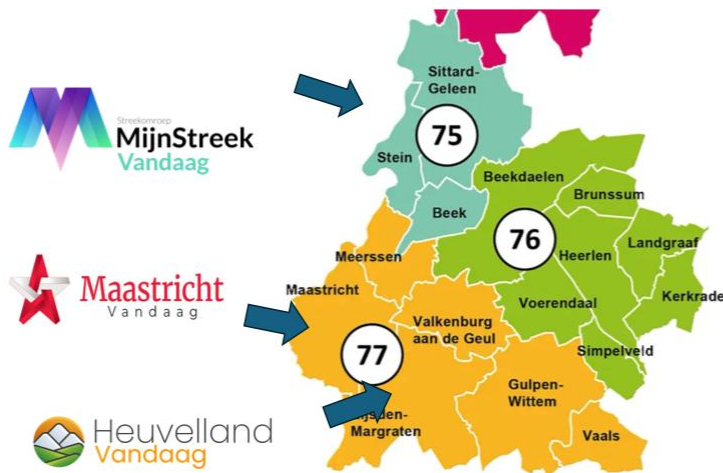 Streekomroep
MijnStreek
Vandaag
Maastricht
Vandaag
Heuvelland
Vandaag
Sittard-
Geleen
75
Stein
Beek
Beekdaelen
Brunssum
76
Heerlen
Landgraaf
Kerkrade
Voerendaal
Simpelveld
Meerssen
Maastricht
Valkenburg
aan de Geul
77
Margraten
Gulpen-
Wittem
Vaals